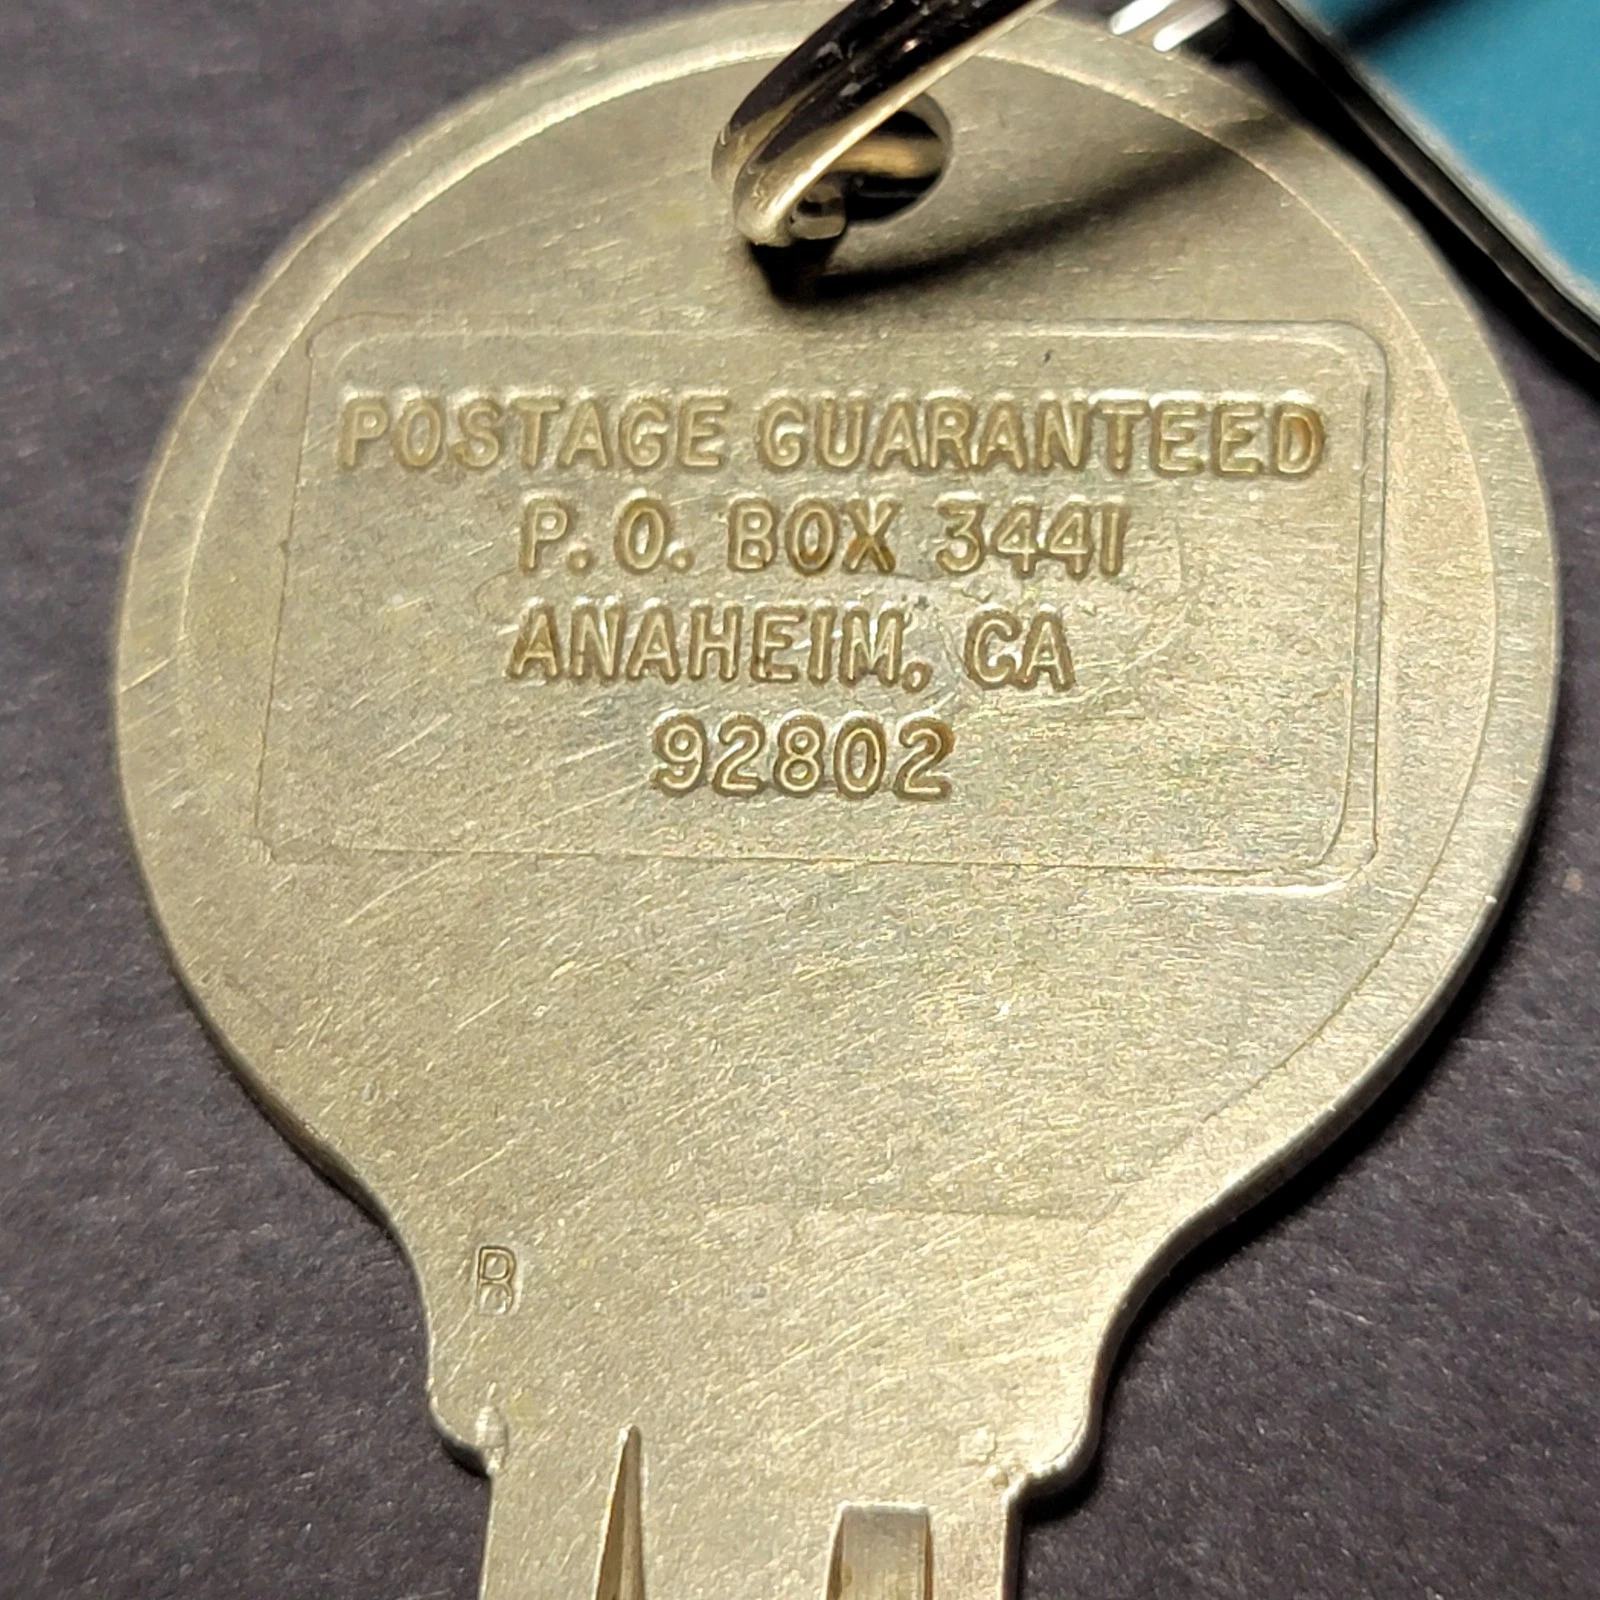 POSTAGE GUARANTEED
P. O. BOX 3441
ANAHEIM, CA
92802
B